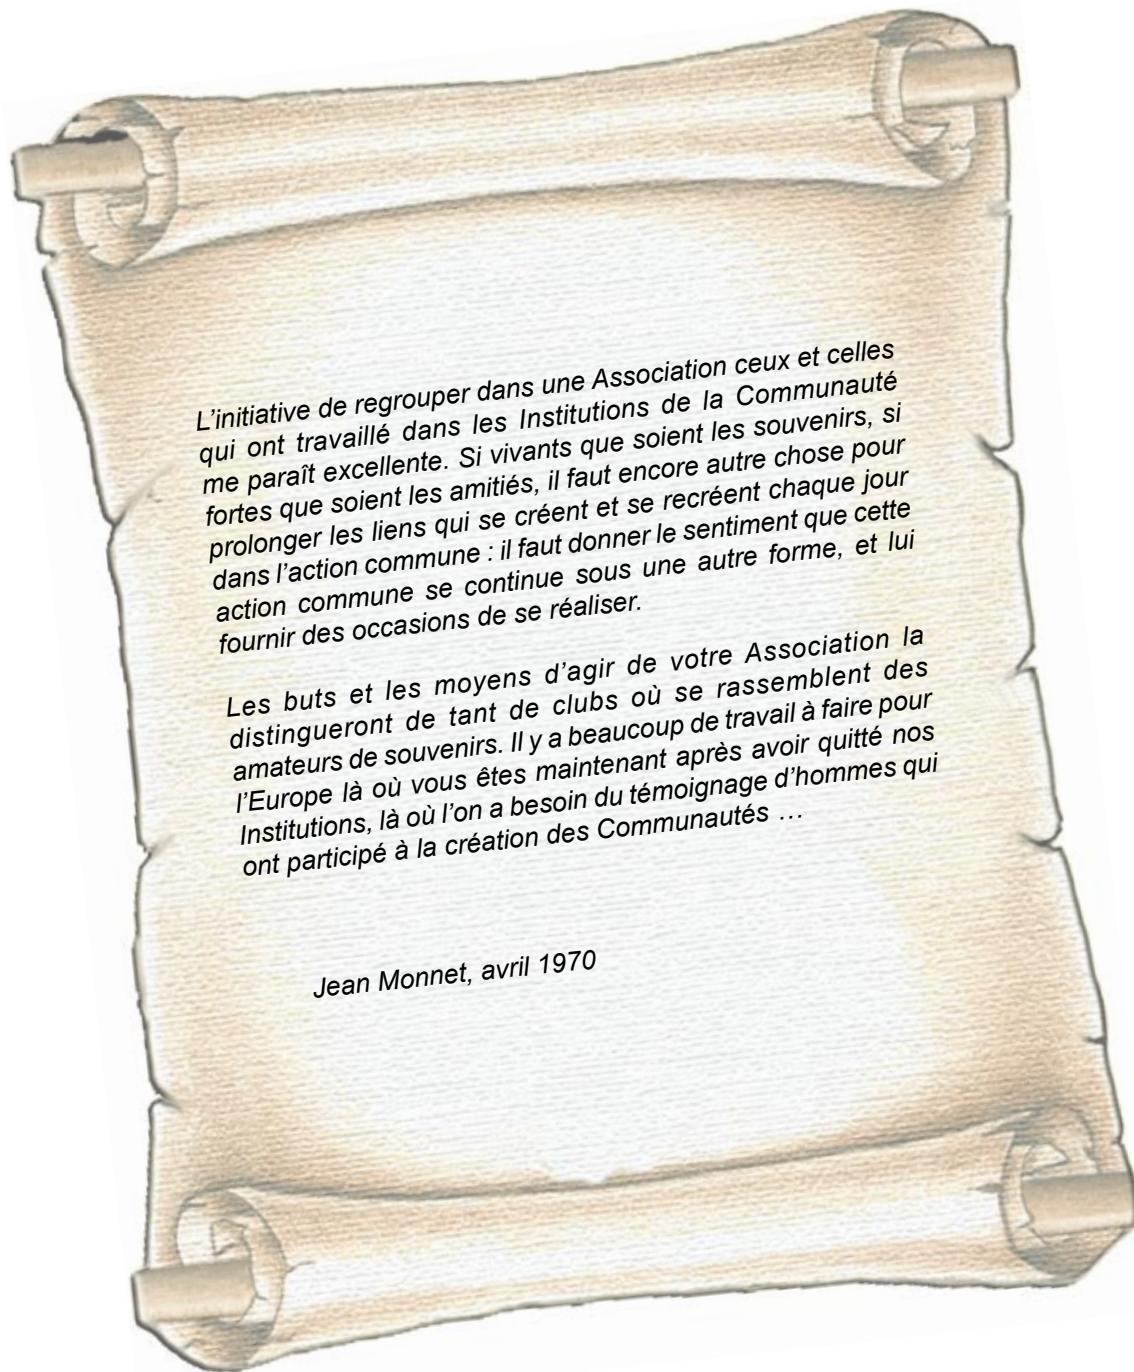 L'initiative de regrouper dans une Association ceux et celles
qui ont travaillé dans les Institutions de la Communauté
me paraît excellente. Si vivants que soient les souvenirs, si
fortes que soient les amitiés, il faut encore autre chose pour
prolonger les liens qui se créent et se recréent chaque jour
dans l'action commune : il faut donner le sentiment que cette
action commune se continue sous une autre forme, et lui
fournir des occasions de se réaliser.
Les buts et les moyens d'agir de votre Association la
distingueront de tant de clubs où se rassemblent des
amateurs de souvenirs. Il y a beaucoup de travail à faire pour
l'Europe là où vous êtes maintenant après avoir quitté nos
Institutions, là où l'on a besoin du témoignage d'hommes qui
ont participé à la création des Communautés …
Jean Monnet, avril 1970